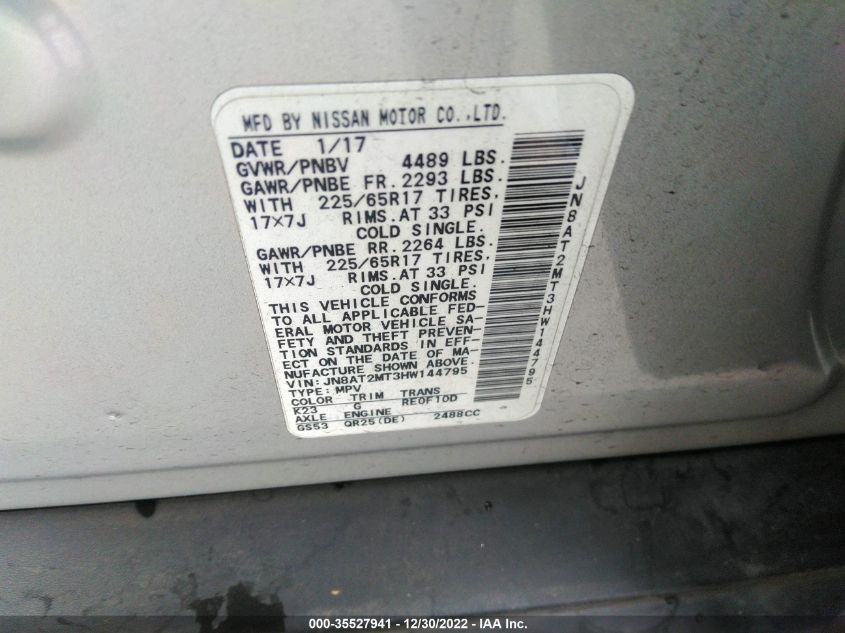 MFD BY NISSAN MOTOR CO.,LTD.
DATE 1/17
GVWR/PNBV 4489 LBS.
GAWR/PNBE FR. 2293 LBS.
WITH 225/65R17 TIRES,
17×7J RIMS. AT 33 PSI
COLD SINGLE.
GAWR/PNBE RR. 2264 LBS.
WITH 225/65R17 TIRES,
17×7J RIMS. AT 33 PSI
COLD SINGLE.
THIS VEHICLE CONFORMS
TO ALL APPLICABLE FED-
ERAL MOTOR VEHICLE SA-
FETY AND THEFT PREVEN-
TION STANDARDS IN EFF-
ECT ON THE DATE OF MA-
NUFACTURE SHOWN ABOVE.
VIN: JN8AT2MT3HW144795
TYPE: MPV
COLOR TRIM TRANS
K23 G RE0F10D
AXLE ENGINE
GS53 QR25(DE) 2488CC
JN8AT2MT3HW144795
000-35527941 - 12/30/2022 - IAA Inc.